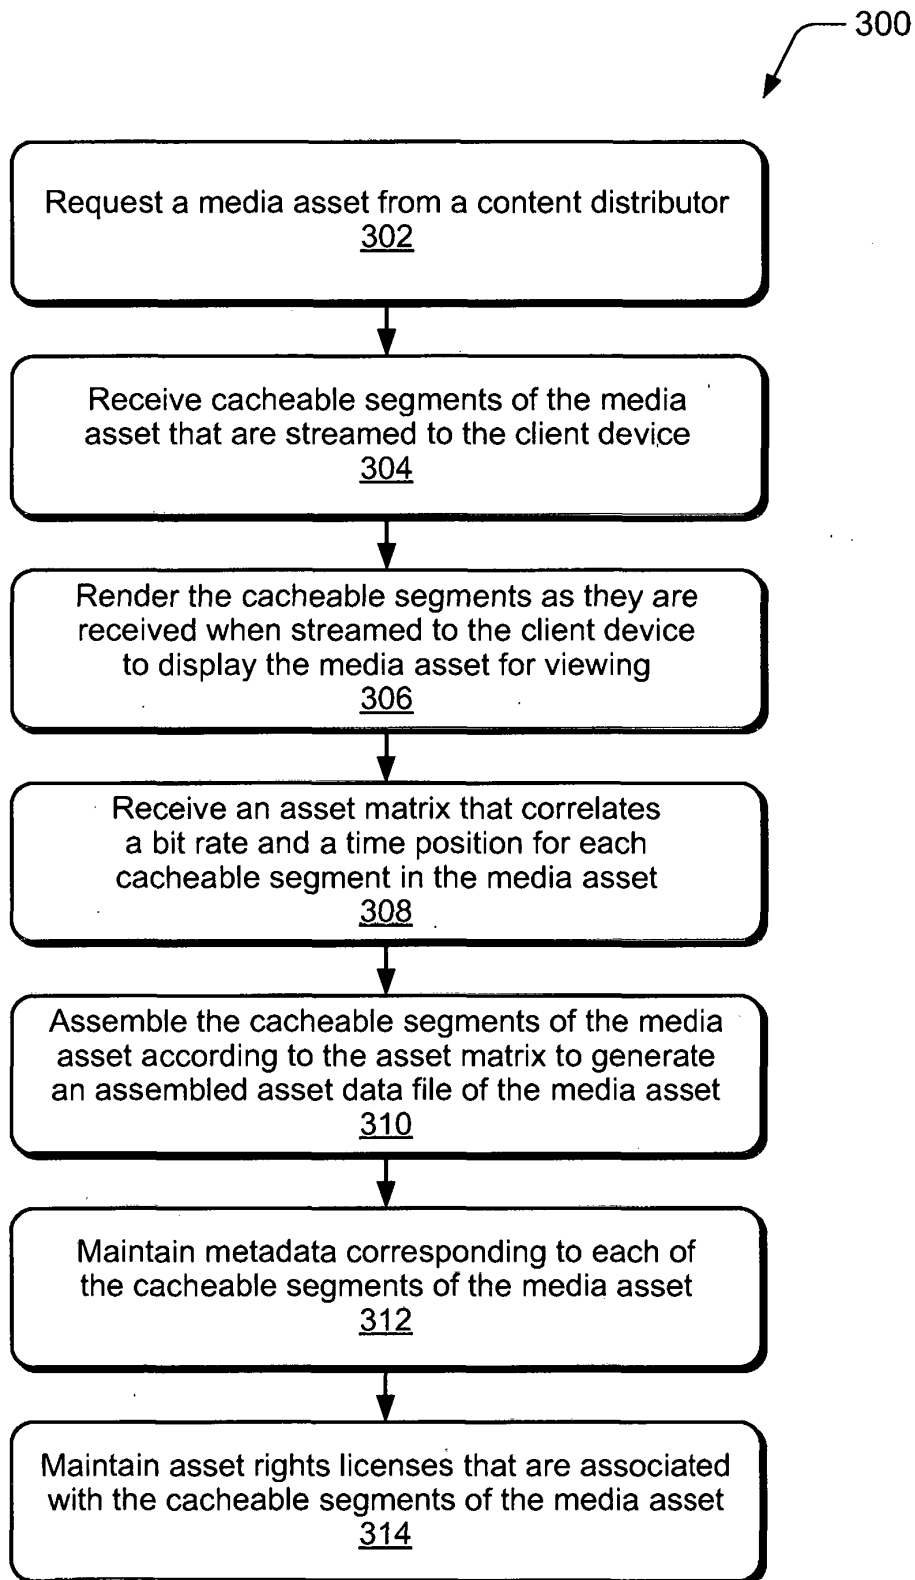 300
Request a media asset from a content distributor
302
Receive cacheable segments of the media
asset that are streamed to the client device
304
Render the cacheable segments as they are
received when streamed to the client device
to display the media asset for viewing
306
Receive an asset matrix that correlates
a bit rate and a time position for each
cacheable segment in the media asset
308
Assemble the cacheable segments of the media
asset according to the asset matrix to generate
an assembled asset data file of the media asset
310
Maintain metadata corresponding to each of
the cacheable segments of the media asset
312
Maintain asset rights licenses that are associated
with the cacheable segments of the media asset
314